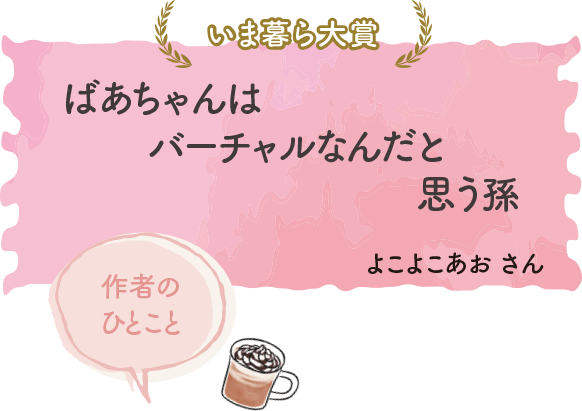 いま暮ら大賞
ばあちゃんは
バーチャルなんだと
思う孫
よこよこあお さん
作者の
ひとこと